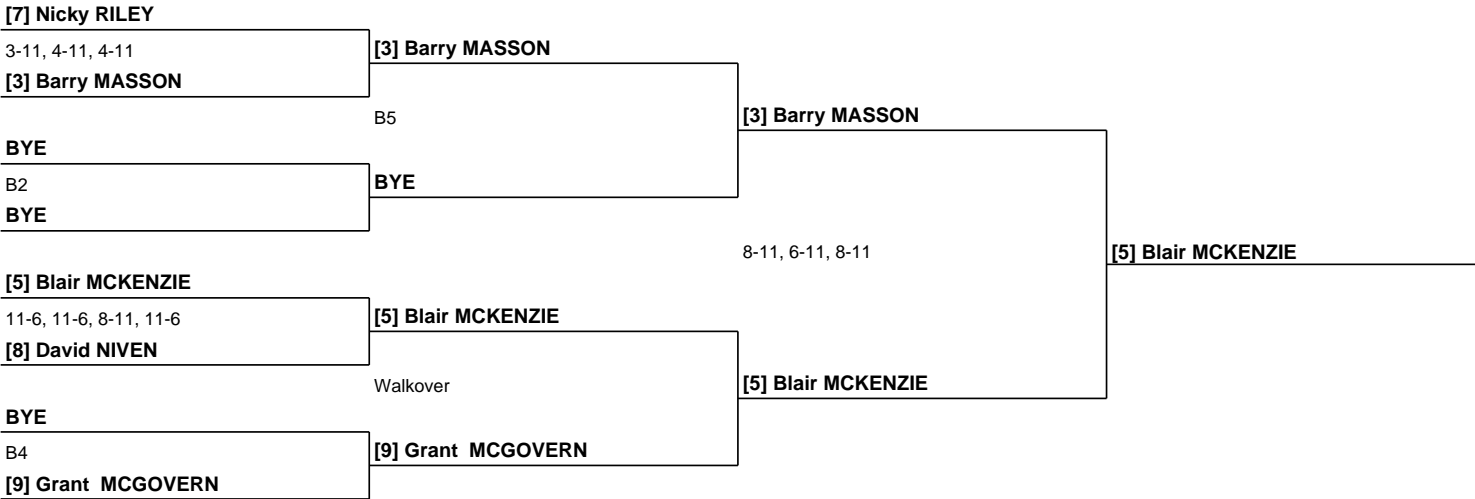 [7] Nicky RILEY
3-11, 4-11, 4-11
[3] Barry MASSON
BYE
B2
BYE
[5] Blair MCKENZIE
11-6, 11-6, 8-11, 11-6
[8] David NIVEN
BYE
B4
[9] Grant  MCGOVERN
[3] Barry MASSON
B5
BYE
[5] Blair MCKENZIE
Walkover
[9] Grant  MCGOVERN
[3] Barry MASSON
8-11, 6-11, 8-11
[5] Blair MCKENZIE
[5] Blair MCKENZIE